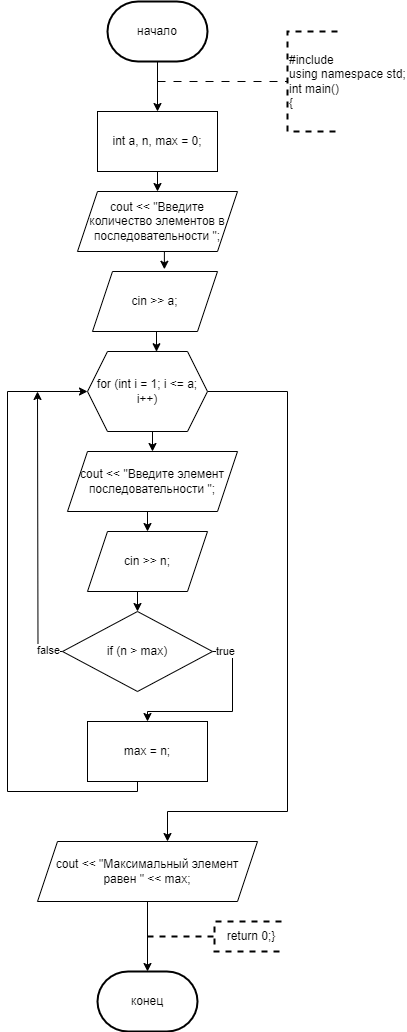 начало
#include
using namespace std;
int main()
{
int a, n, max = 0;
cout << "Введите
количество элементов в
последовательности ";
cin >> a;
for (int i = 1; i <= a;
i++)
cout << "Введите элемент
последовательности ";
cin >> n;
false
if (n > max)
true
max = n;
cout << "Максимальный элемент
равен " << max;
return 0;}
конец